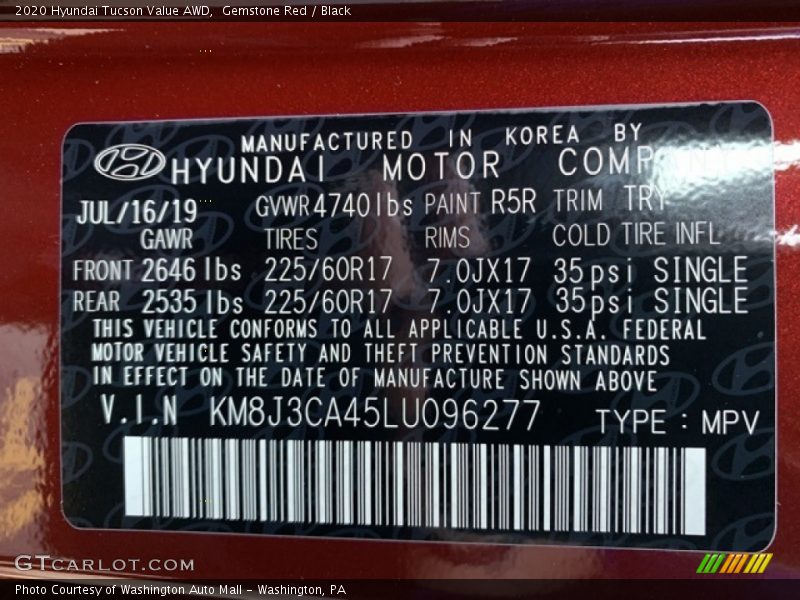 2020 Hyundai Tucson Value AWD,  Gemstone Red / Black
MANUFACTURED IN KOREA BY
HYUNDAI MOTOR COMPANY
JUL/16/19 GVWR 4740lbs PAINT R5R TRIM TRY
GAWR TIRES RIMS COLD TIRE INFL
FRONT 2646 lbs 225/60R17 7.0JX17 35psi SINGLE
REAR 2535 lbs 225/60R17 7.0JX17 35psi SINGLE
THIS VEHICLE CONFORMS TO ALL APPLICABLE U.S.A. FEDERAL
MOTOR VEHICLE SAFETY AND THEFT PREVENTION STANDARDS
IN EFFECT ON THE DATE OF MANUFACTURE SHOWN ABOVE
V.I.N KM8J3CA45LU096277 TYPE : MPV
GTCARLOT.COM
Photo Courtesy of Washington Auto Mall - Washington, PA